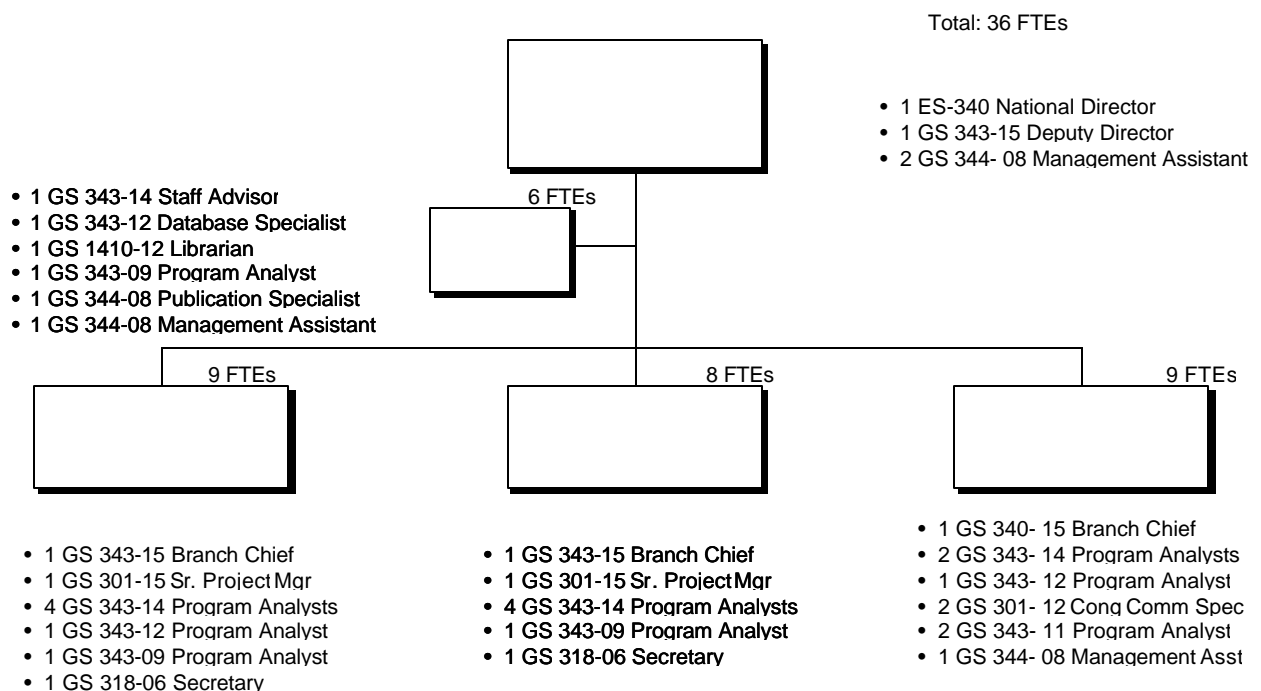 Total: 36 FTEs
• 1 ES-340 National Director
• 1 GS 343-15 Deputy Director
• 2 GS 344- 08 Management Assistant
6 FTEs
• 1 GS 343-14 Staff Advisor
• 1 GS 343-12 Database Specialist
• 1 GS 1410-12 Librarian
• 1 GS 343-09 Program Analyst
• 1 GS 344-08 Publication Specialist
• 1 GS 344-08 Management Assistant
9 FTEs
• 1 GS 343-15 Branch Chief
• 1 GS 301-15 Sr. Project Mgr
• 4 GS 343-14 Program Analysts
• 1 GS 343-12 Program Analyst
• 1 GS 343-09 Program Analyst
• 1 GS 318-06 Secretary
8 FTEs
• 1 GS 343-15 Branch Chief
• 1 GS 301-15 Sr. Project Mgr
• 4 GS 343-14 Program Analysts
• 1 GS 343-09 Program Analyst
• 1 GS 318-06 Secretary
9 FTEs
• 1 GS 340- 15 Branch Chief
• 2 GS 343- 14 Program Analysts
• 1 GS 343- 12 Program Analyst
• 2 GS 301- 12 Cong Comm Spec
• 2 GS 343- 11 Program Analyst
• 1 GS 344- 08 Management Asst